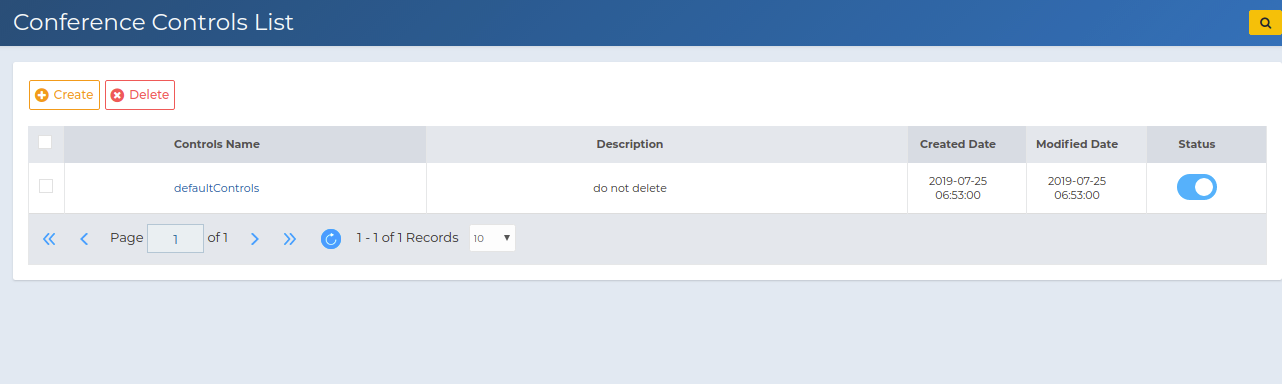 Conference Controls List
Create Delete
Controls Name Description Created Date Modified Date Status
defaultControls do not delete 2019-07-25 06:53:00 2019-07-25 06:53:00
Page 1 of 1 1 - 1 of 1 Records 10